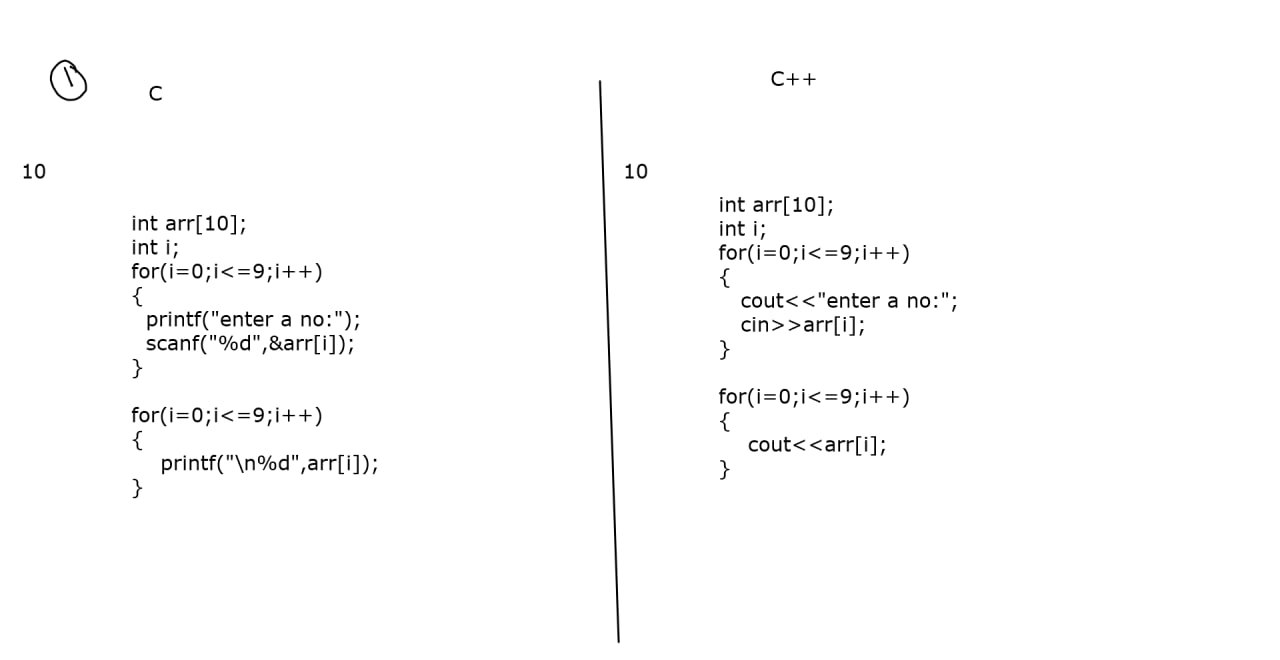 1
C
10
int arr[10];
int i;
for(i=0;i<=9;i++)
{
printf("enter a no:");
scanf("%d",&arr[i]);
}
for(i=0;i<=9;i++)
{
printf("\n%d",arr[i]);
}
C++
10
int arr[10];
int i;
for(i=0;i<=9;i++)
{
cout<<"enter a no:";
cin>>arr[i];
}
for(i=0;i<=9;i++)
{
cout<<arr[i];
}